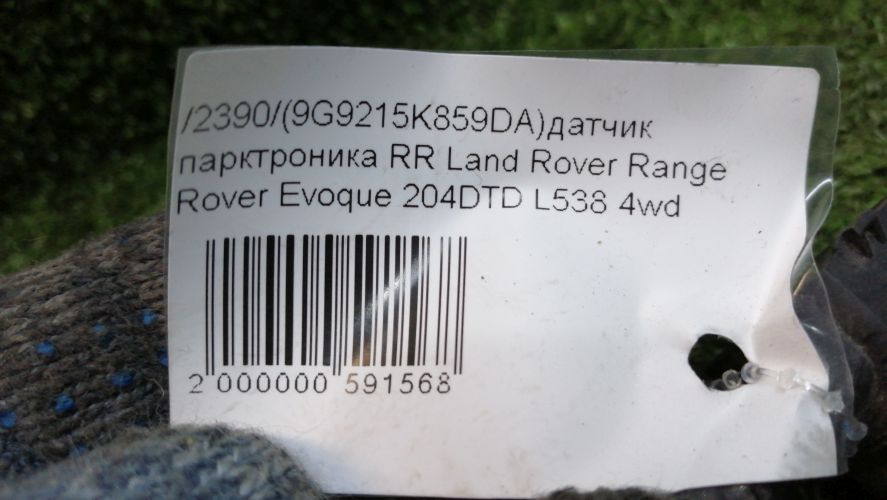 /2390/(9G9215K859DA)датчик
парктроника RR Land Rover Range
Rover Evoque 204DTD L538 4wd
2 000000 591568